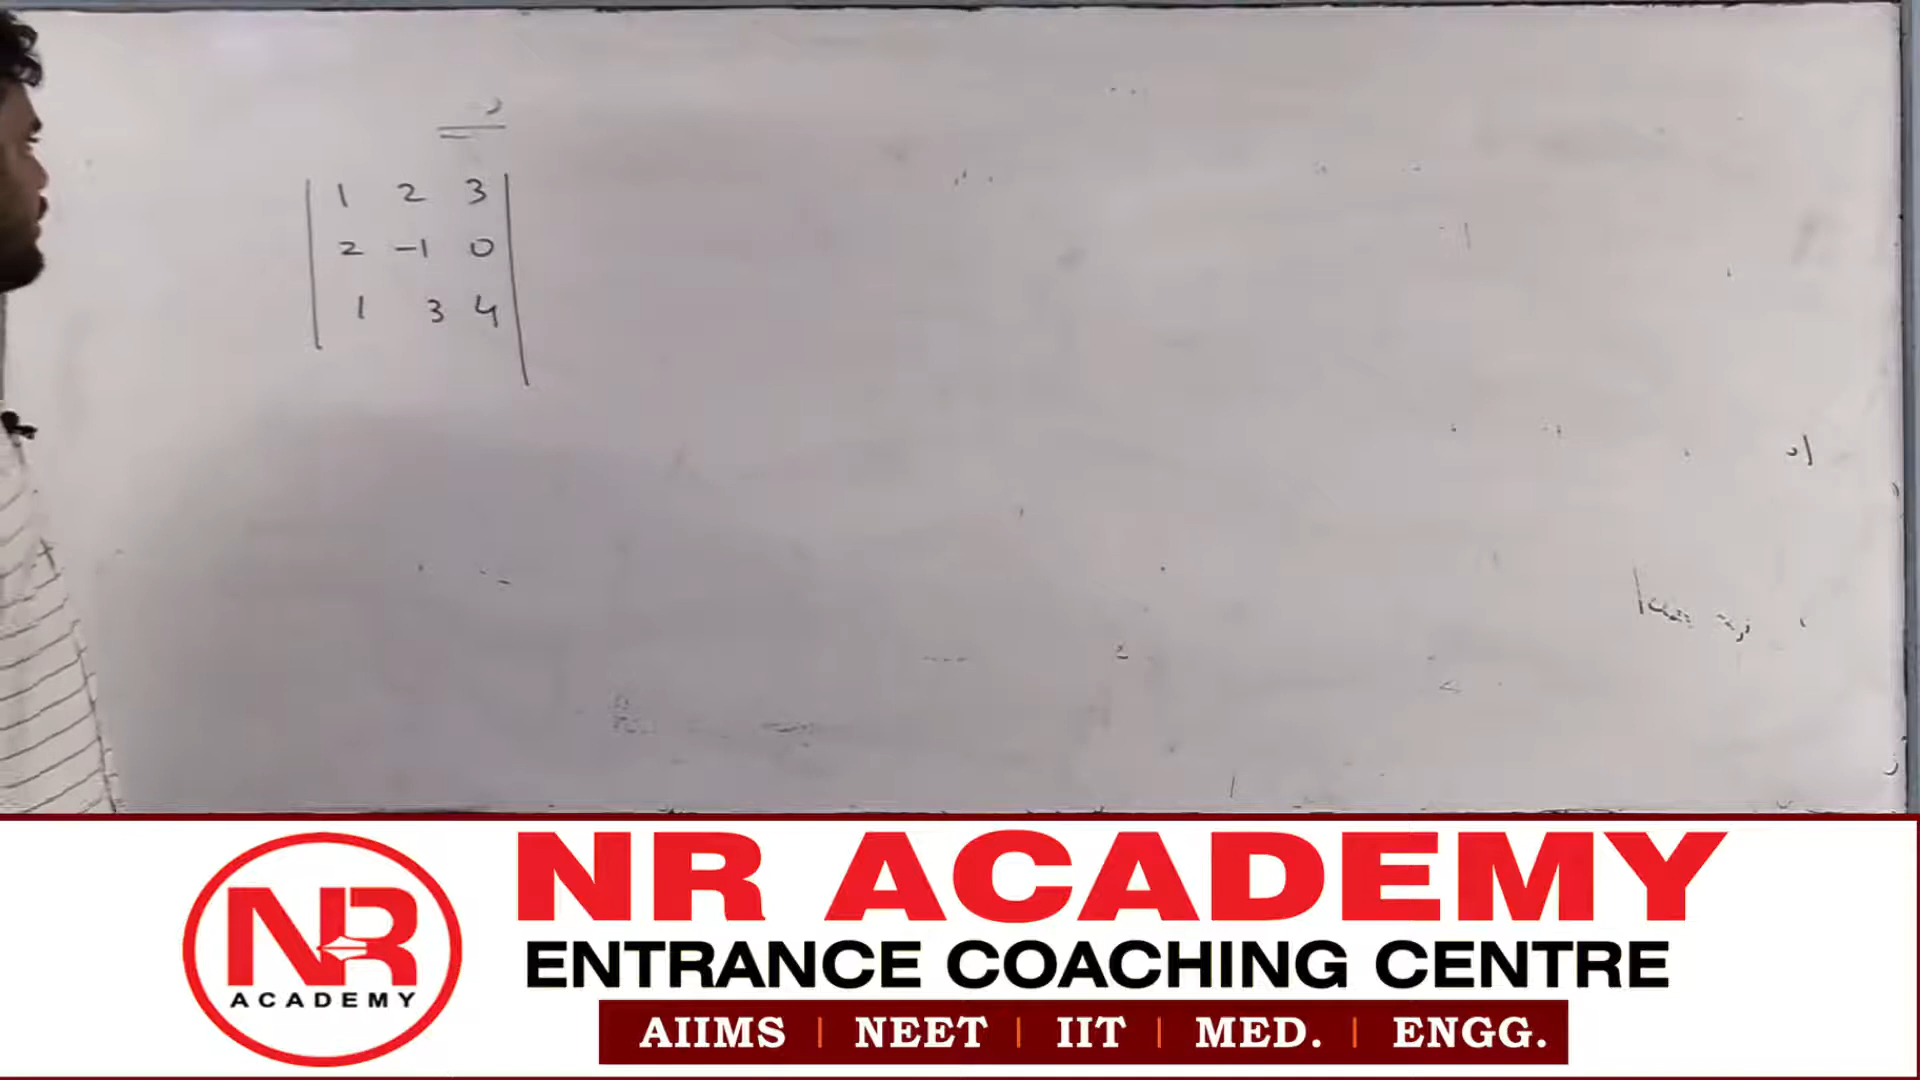 1 2 3
2 -1 0
1 3 4
NR ACADEMY
ENTRANCE COACHING CENTRE
AIIMS | NEET | IIT | MED. | ENGG.
NR
ACADEMY